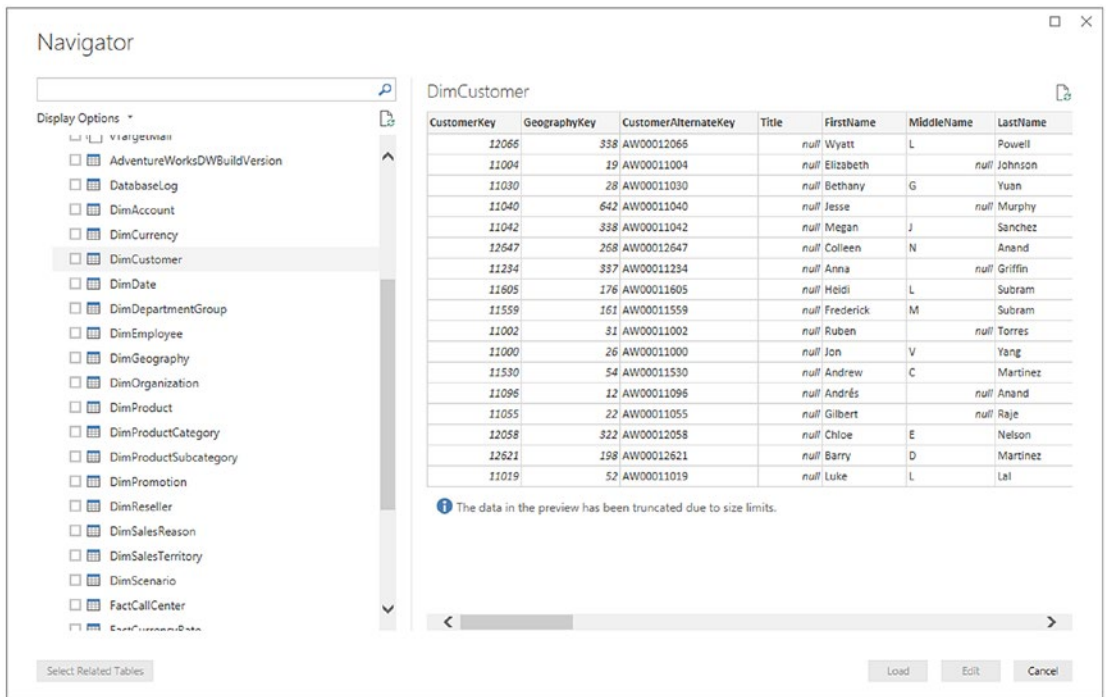 Navigator
Display Options
vTargetMail
AdventureWorksDWBuildVersion
DatabaseLog
DimAccount
DimCurrency
DimCustomer
DimDate
DimDepartmentGroup
DimEmployee
DimGeography
DimOrganization
DimProduct
DimProductCategory
DimProductSubcategory
DimPromotion
DimReseller
DimSalesReason
DimSalesTerritory
DimScenario
FactCallCenter
FactCurrencyRate
Select Related Tables
DimCustomer
CustomerKey GeographyKey CustomerAlternateKey Title FirstName MiddleName LastName
12066 338 AW00012066 null Wyatt L Powell
11004 19 AW00011004 null Elizabeth null Johnson
11030 28 AW00011030 null Bethany G Yuan
11040 642 AW00011040 null Jesse null Murphy
11042 338 AW00011042 null Megan J Sanchez
12647 268 AW00012647 null Colleen N Anand
11234 337 AW00011234 null Anna null Griffin
11605 176 AW00011605 null Heidi L Subram
11559 161 AW00011559 null Frederick M Subram
11002 31 AW00011002 null Ruben null Torres
11000 26 AW00011000 null Jon V Yang
11530 54 AW00011530 null Andrew C Martinez
11096 12 AW00011096 null Andrés null Anand
11055 22 AW00011055 null Gilbert null Raje
12058 322 AW00012058 null Chloe E Nelson
12621 198 AW00012621 null Barry D Martinez
11019 52 AW00011019 null Luke L Lal
The data in the preview has been truncated due to size limits.
Load Edit Cancel